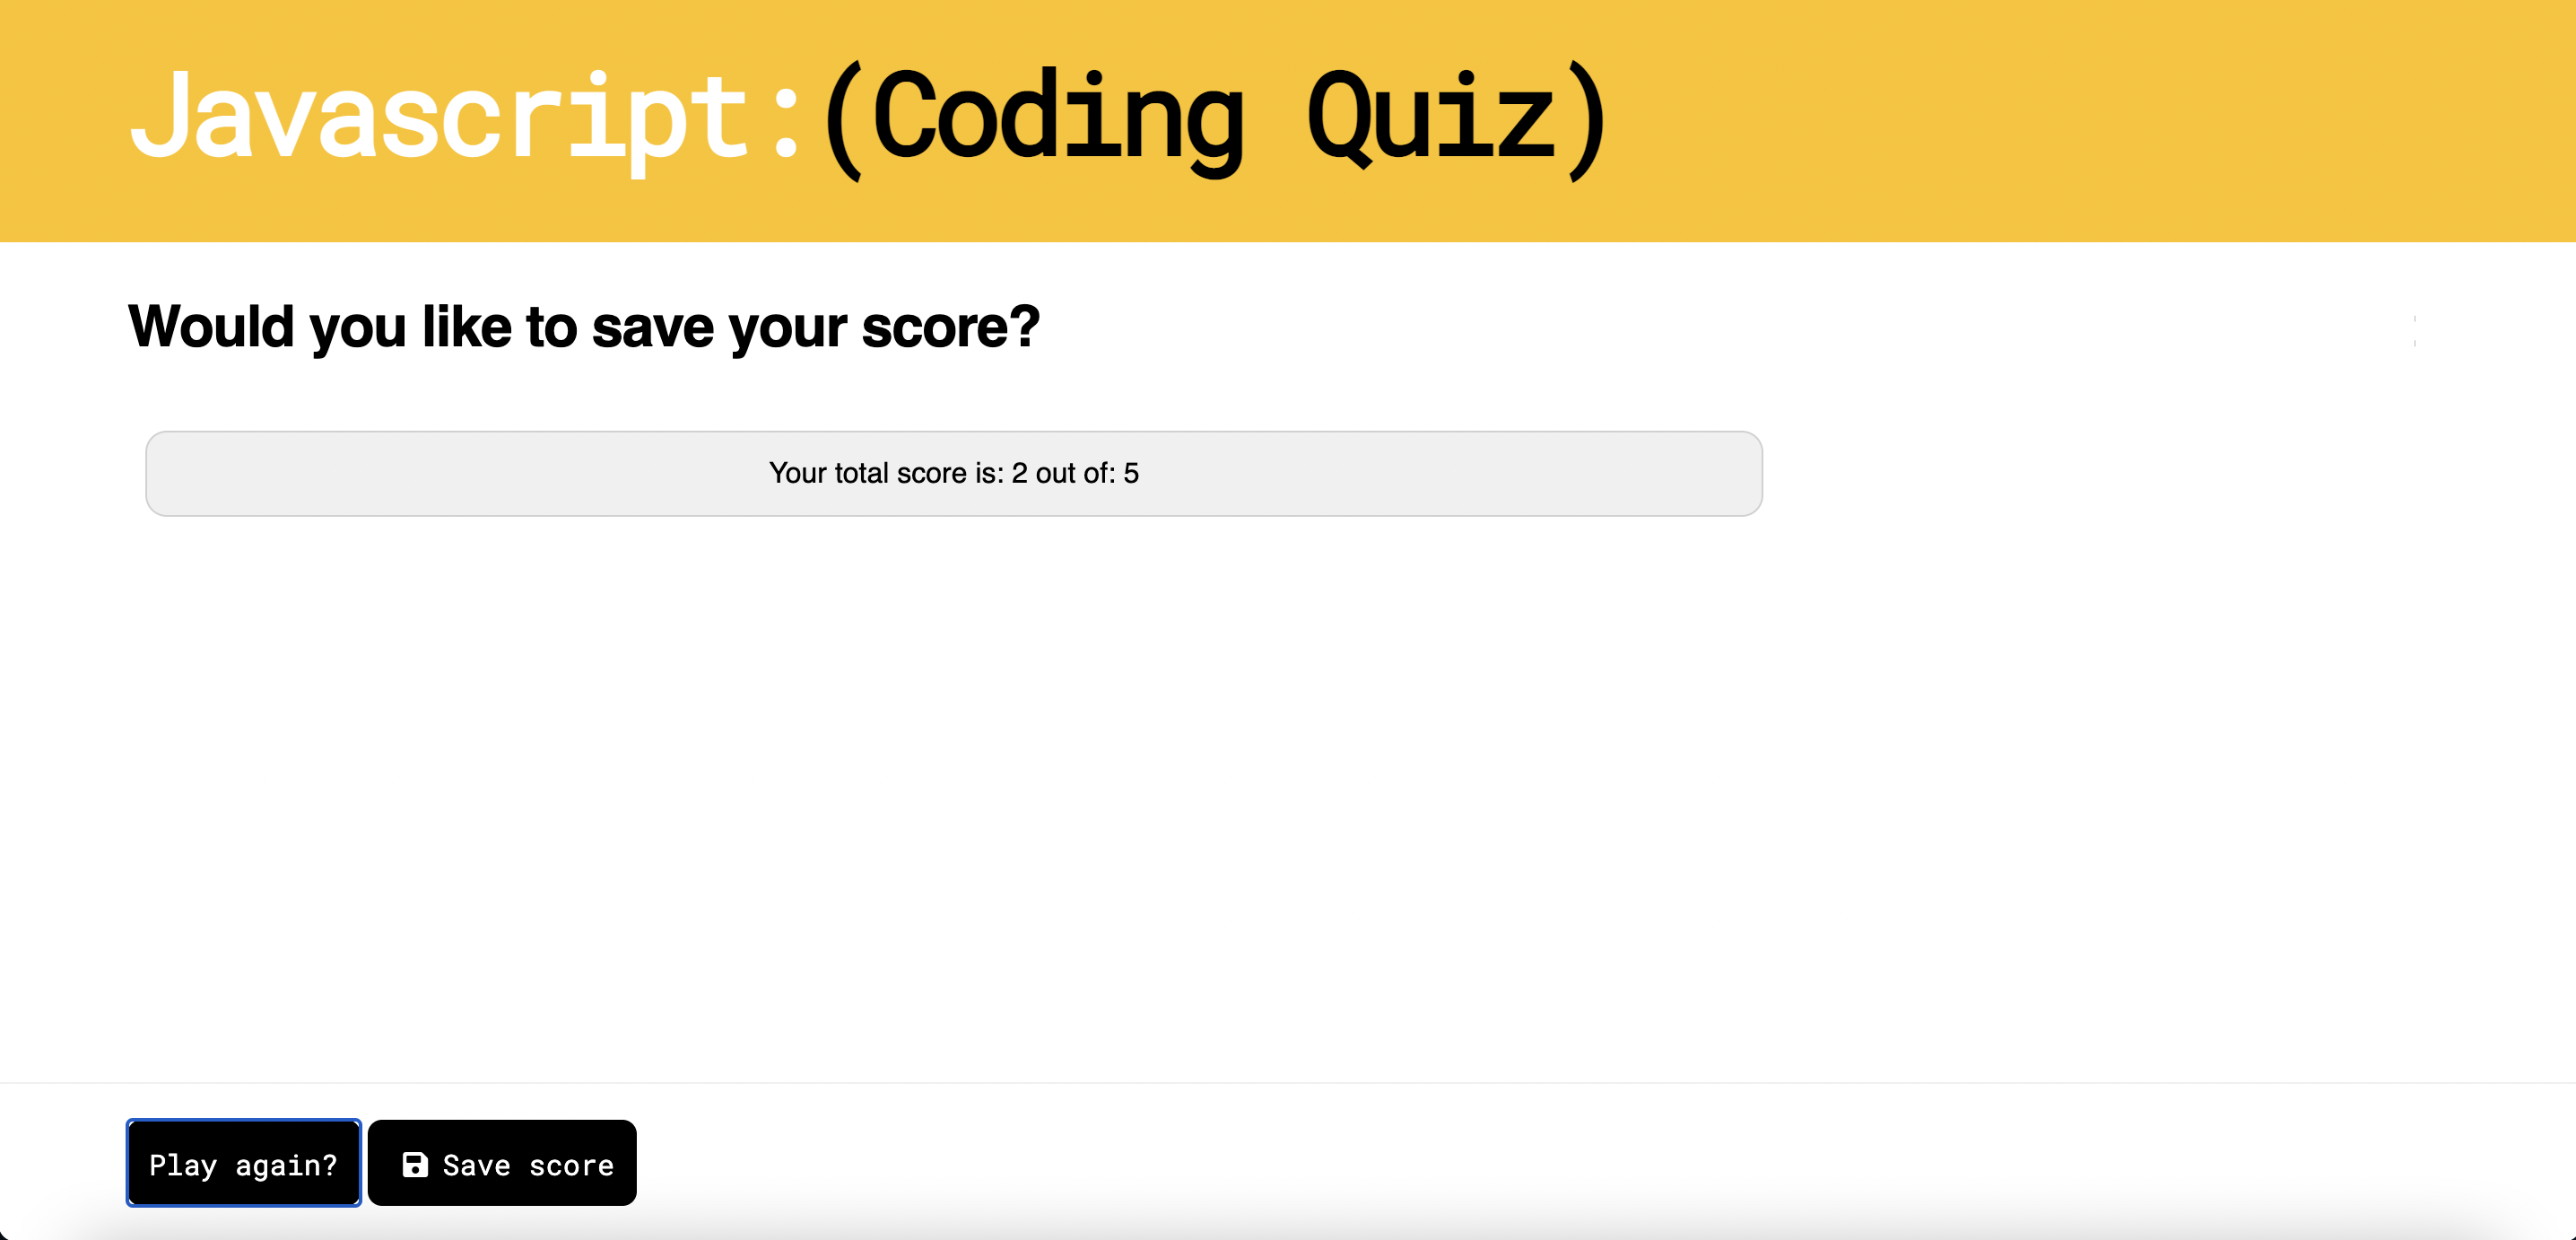 Javascript:(Coding Quiz)
Would you like to save your score?
Your total score is: 2 out of: 5
Play again?
Save score